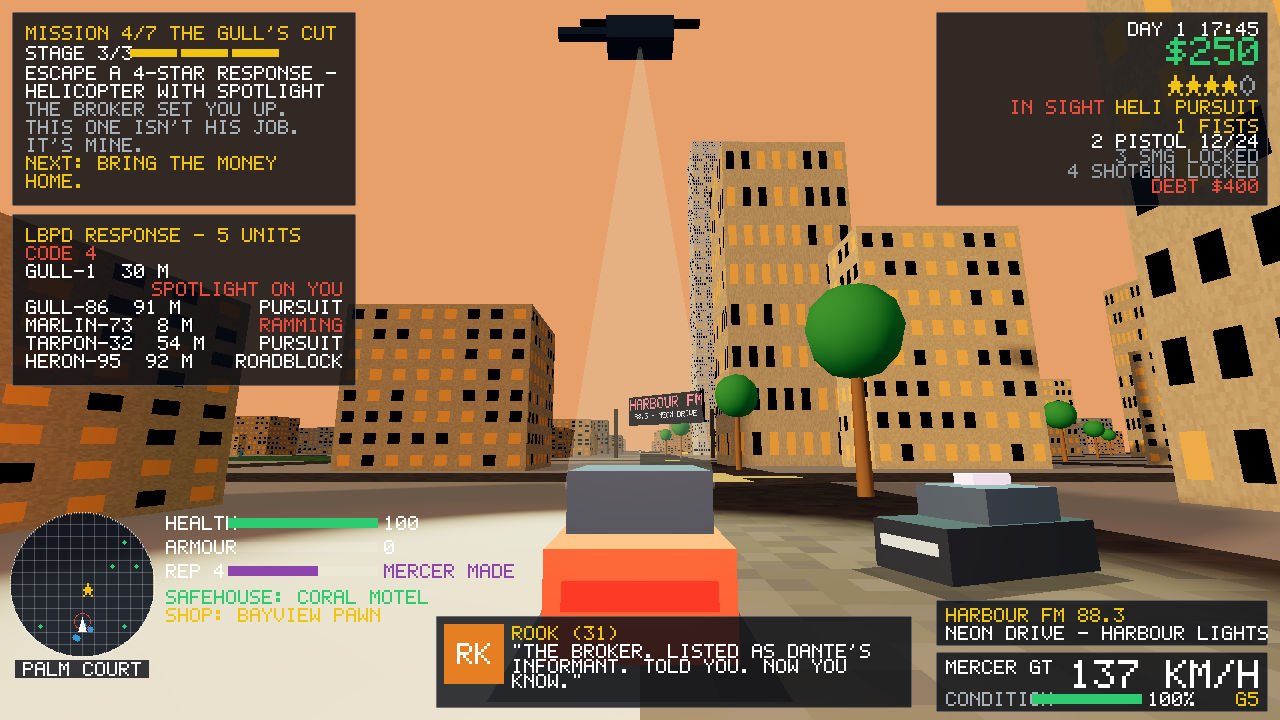 MISSION 4/7 THE GULL'S CUT
STAGE 3/3
ESCAPE A 4-STAR RESPONSE -
HELICOPTER WITH SPOTLIGHT
THE BROKER SET YOU UP.
THIS ONE ISN'T HIS JOB.
IT'S MINE.
NEXT: BRING THE MONEY
HOME.
LBPD RESPONSE - 5 UNITS
CODE 4
GULL-1 30 M
SPOTLIGHT ON YOU
GULL-86 91 M PURSUIT
MARLIN-73 8 M RAMMING
TARPON-32 54 M PURSUIT
HERON-95 92 M ROADBLOCK
DAY 1 17:45
$250
IN SIGHT HELI PURSUIT
1 FISTS
2 PISTOL 12/24
3 SMG LOCKED
4 SHOTGUN LOCKED
DEBT $400
HARBOUR FM
88.3 - NEON DRIVE
HEALTH 100
ARMOUR 0
REP 4 MERCER MADE
SAFEHOUSE: CORAL MOTEL
SHOP: BAYVIEW PAWN
PALM COURT
RK
ROOK (31)
"THE BROKER. LISTED AS DANTE'S
INFORMANT. TOLD YOU. NOW YOU
KNOW."
HARBOUR FM 88.3
NEON DRIVE - HARBOUR LIGHTS
MERCER GT 137 KM/H
CONDITION 100% G5